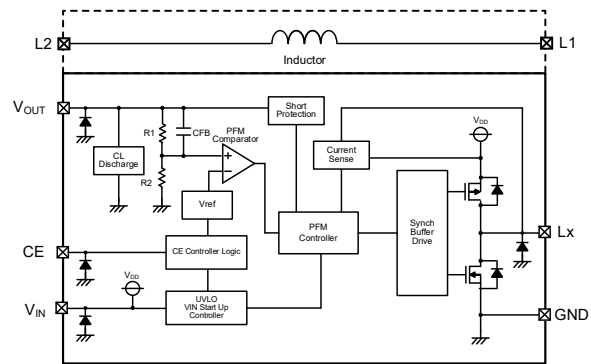 L2
L1
Inductor
VOUT
Short
Protection
R1
CFB
PFM
Comparator
VDD
CL
Discharge
Current
Sense
R2
+
−
Vref
PFM
Controller
Synch
Buffer
Drive
Lx
CE
CE Controller Logic
VDD
VIN
UVLO
VIN Start Up
Controller
GND